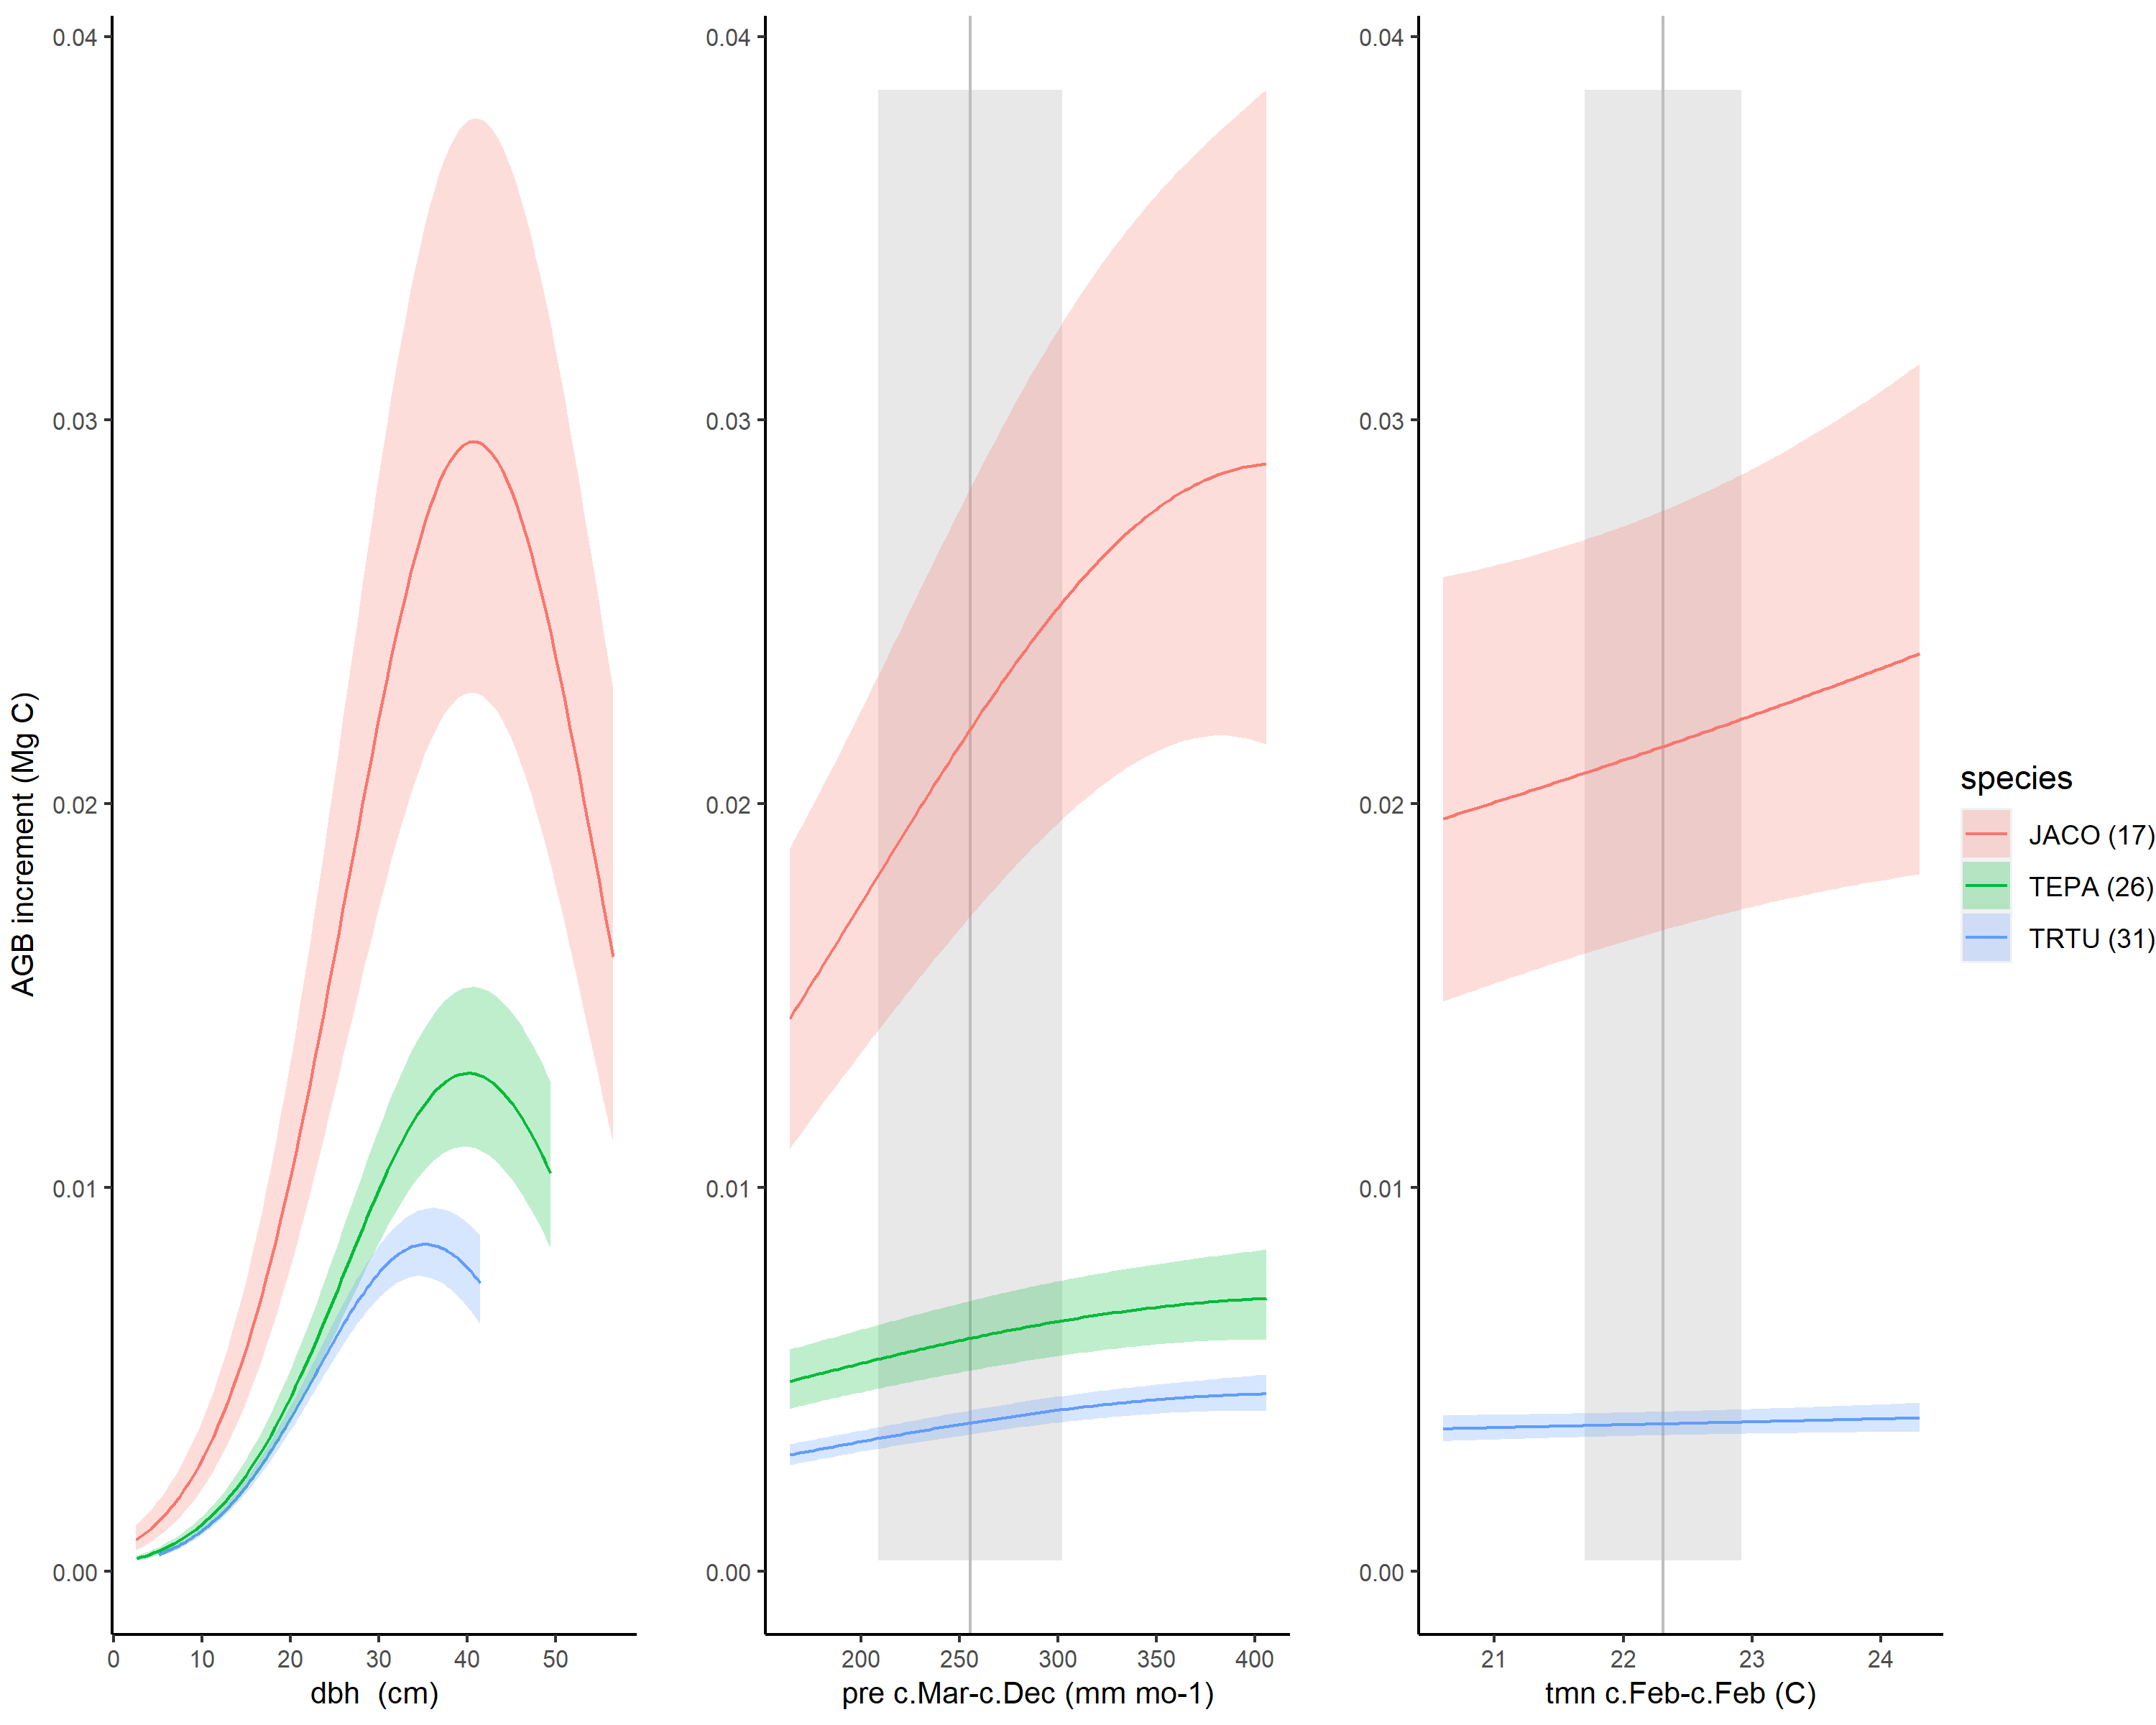 AGB increment (Mg C)
0.04
0.03
0.02
0.01
0.00
0 10 20 30 40 50
dbh  (cm)
0.04
0.03
0.02
0.01
0.00
200 250 300 350 400
pre c.Mar-c.Dec (mm mo-1)
0.04
0.03
0.02
0.01
0.00
21 22 23 24
tmn c.Feb-c.Feb (C)
species
JACO (17)
TEPA (26)
TRTU (31)